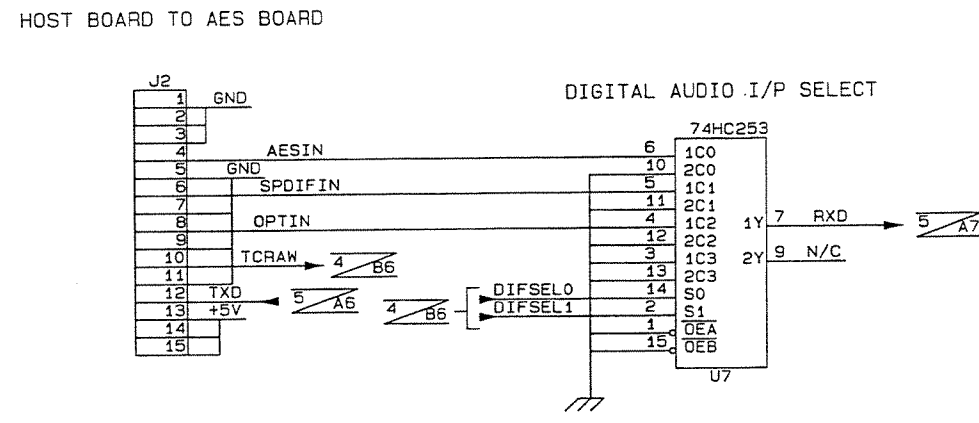 HOST BOARD TO AES BOARD
J2
DIGITAL AUDIO I/P SELECT
74HC253
1 GND
2
3
4 AESIN 6 1C0
5 GND 10 2C0
6 SPDIFIN 5 1C1
7 11 2C1
8 OPTIN 4 1C2 1Y 7 RXD 5 A7
9 12 2C2
10 TCRAW 4 B6 3 1C3 2Y 9 N/C
11 13 2C3
12 TXD 5 A6 DIFSEL0 14 S0
13 +5V 4 B6 DIFSEL1 2 S1
14 1 OEA
15 15 OEB
U7